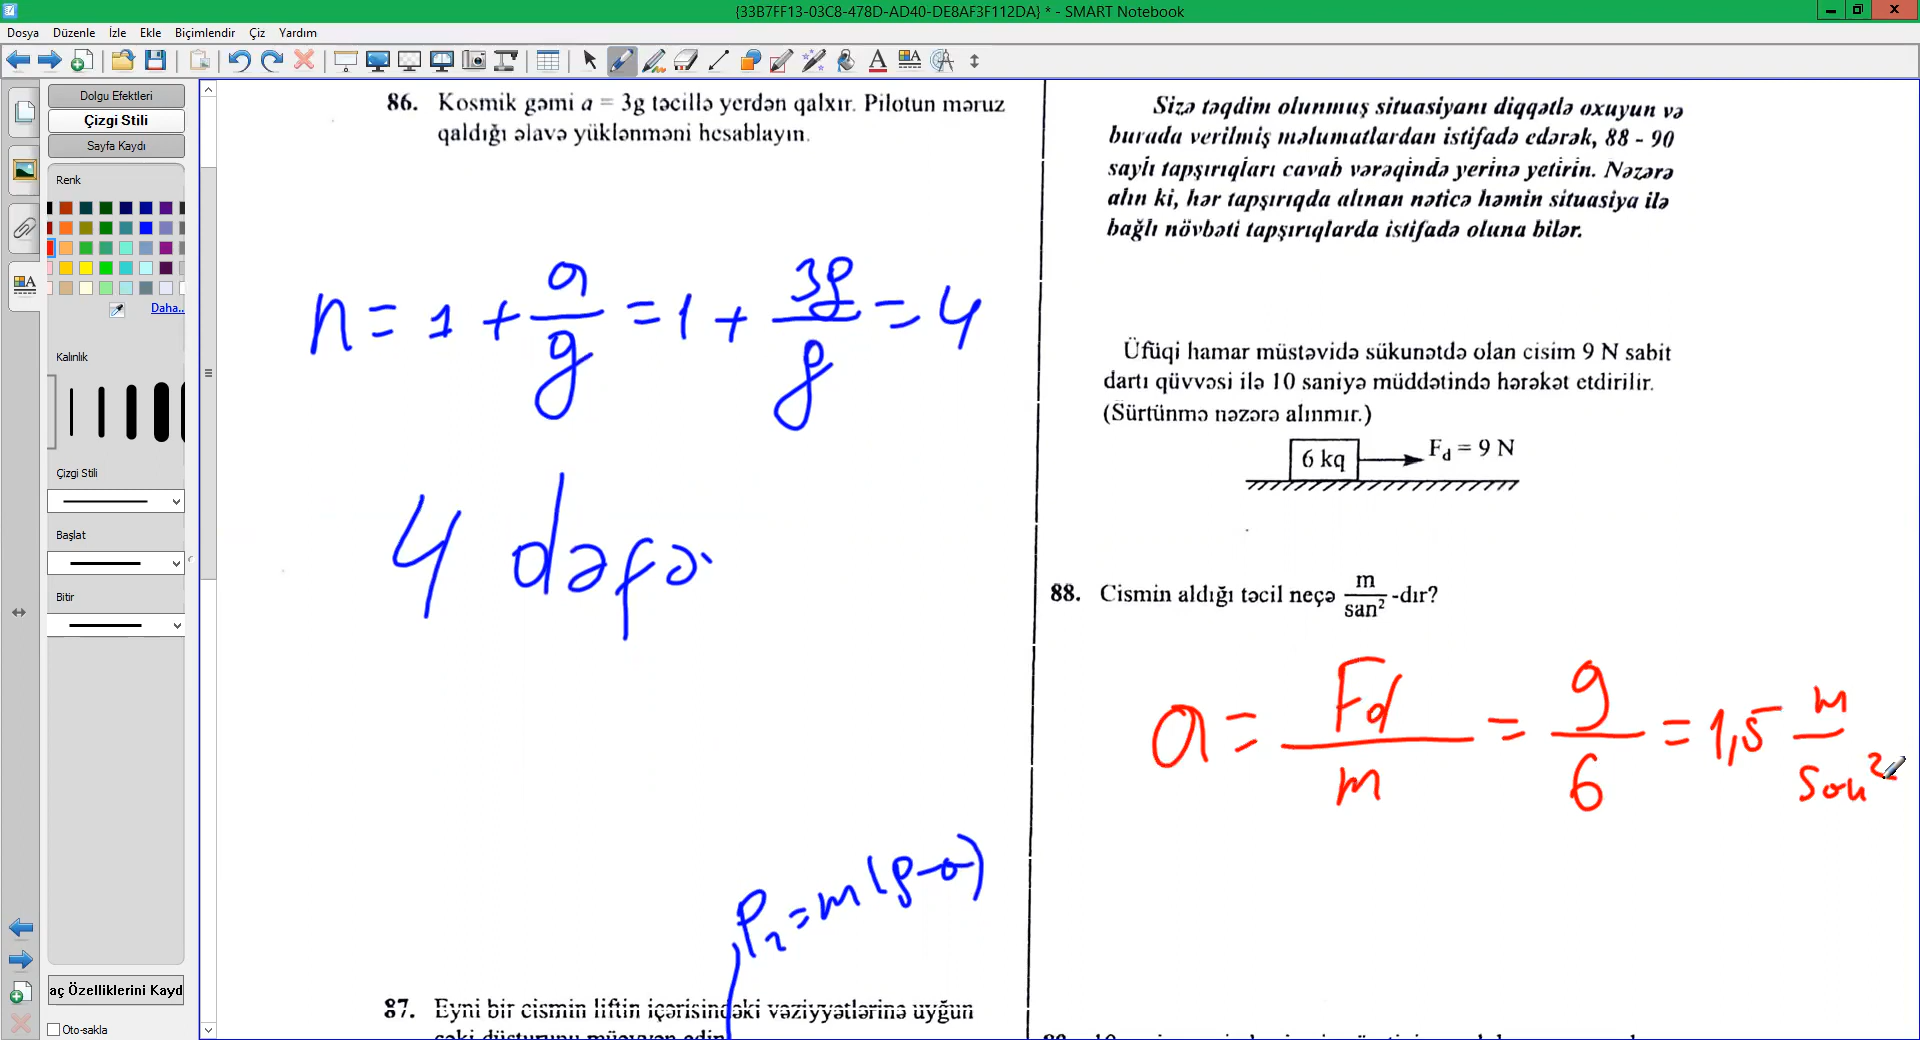 {33B7FF13-03C8-478D-AD40-DE8AF3F112DA} * - SMART Notebook
Dosya Düzenle İzle Ekle Biçimlendir Çiz Yardım
Dolgu Efektleri
Çizgi Stili
Sayfa Kaydı
Renk
Daha..
Kalınlık
Çizgi Stili
Başlat
Bitir
aç Özelliklerini Kayd
Oto-sakla
86. Kosmik gəmi a = 3g təcillə yerdən qalxır. Pilotun məruz
qaldığı əlavə yüklənməni hesablayın.
n = 1 + a/g = 1 + 3g/g = 4
4 dəfə
P₂ = m(g-a)
87. Eyni bir cismin liftin içərisindəki vəziyyətlərinə uyğun
Sizə təqdim olunmuş situasiyanı diqqətlə oxuyun və
burada verilmiş məlumatlardan istifadə edərək, 88 - 90
saylı tapşırıqları cavab vərəqində yerinə yetirin. Nəzərə
alın ki, hər tapşırıqda alınan nəticə həmin situasiya ilə
bağlı növbəti tapşırıqlarda istifadə oluna bilər.
Üfüqi hamar müstəvidə sükunətdə olan cisim 9 N sabit
dartı qüvvəsi ilə 10 saniyə müddətində hərəkət etdirilir.
(Sürtünmə nəzərə alınmır.)
6 kq F_d = 9 N
88. Cismin aldığı təcil neçə m/san² -dır?
a = Fd/m = 9/6 = 1,5 m/san²